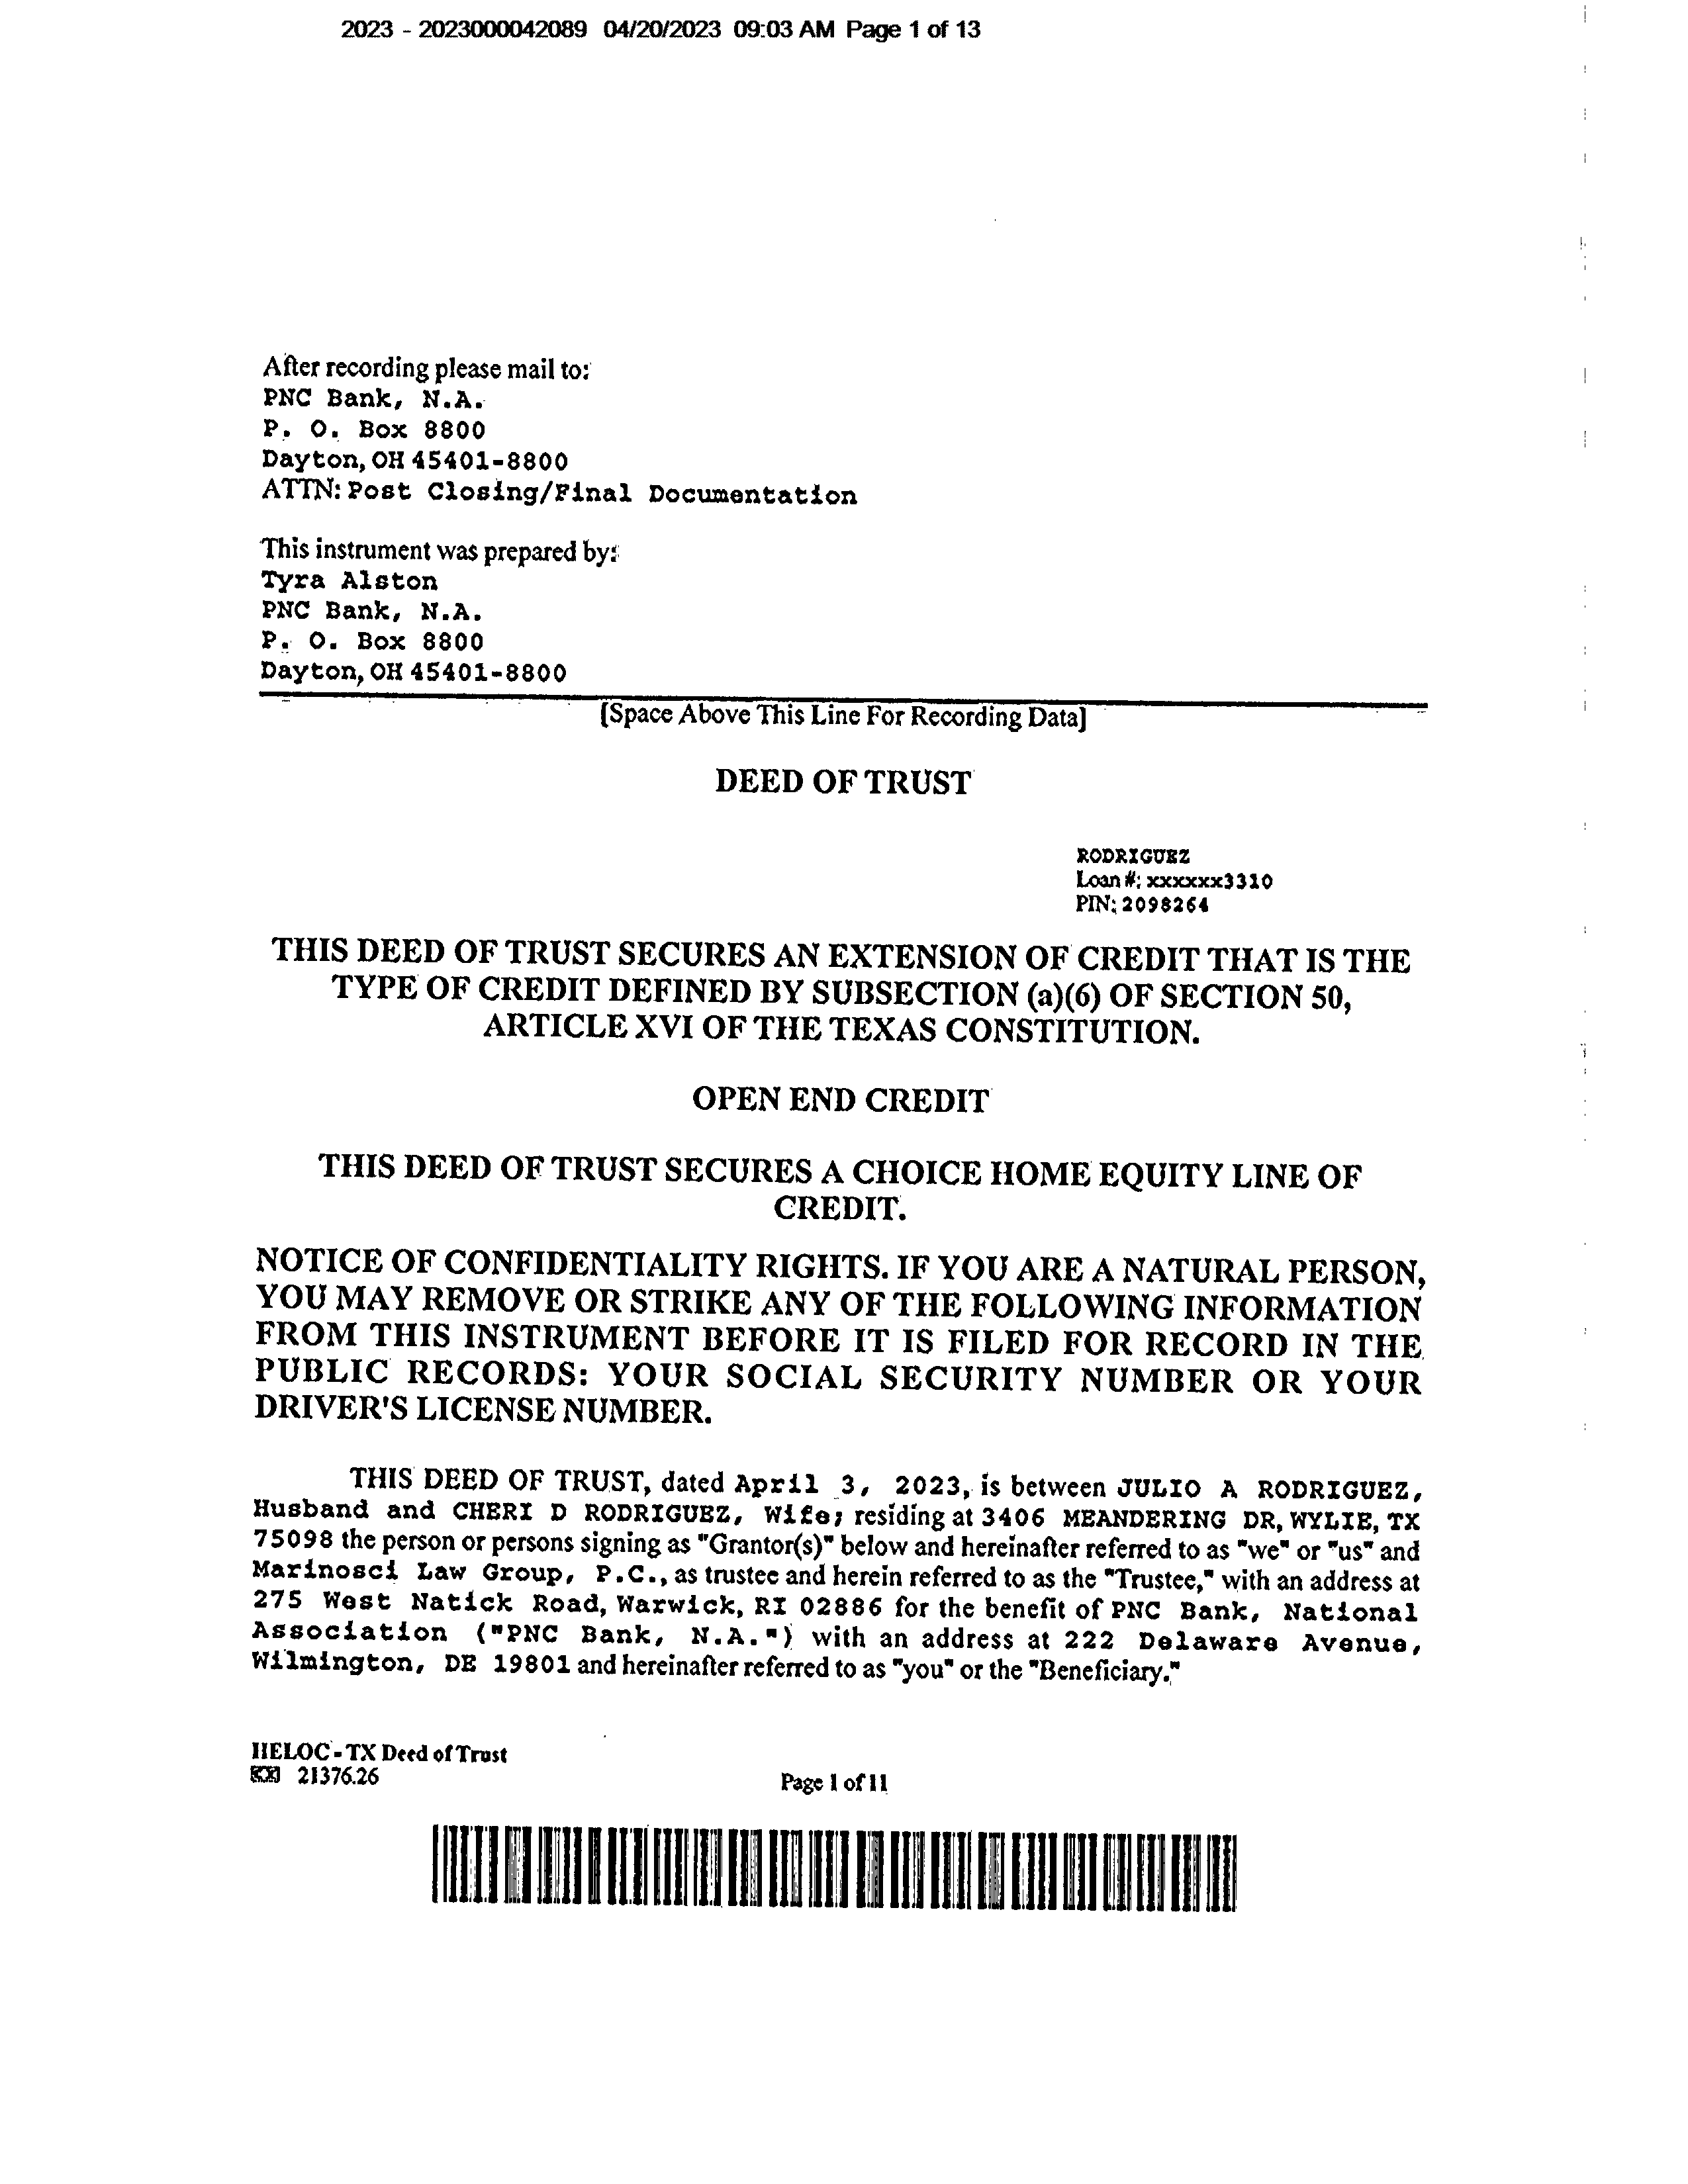 2023 - 2023000042089 04/20/2023 09:03 AM Page 1 of 13
After recording please mail to:
PNC Bank, N.A.
P. O. Box 8800
Dayton, OH 45401-8800
ATTN: Post Closing/Final Documentation
This instrument was prepared by:
Tyra Alston
PNC Bank, N.A.
P. O. Box 8800
Dayton, OH 45401-8800
[Space Above This Line For Recording Data]
DEED OF TRUST
RODRIGUEZ
Loan #: xxxxxx3310
PIN: 2098264
THIS DEED OF TRUST SECURES AN EXTENSION OF CREDIT THAT IS THE
TYPE OF CREDIT DEFINED BY SUBSECTION (a)(6) OF SECTION 50,
ARTICLE XVI OF THE TEXAS CONSTITUTION.
OPEN END CREDIT
THIS DEED OF TRUST SECURES A CHOICE HOME EQUITY LINE OF
CREDIT.
NOTICE OF CONFIDENTIALITY RIGHTS. IF YOU ARE A NATURAL PERSON,
YOU MAY REMOVE OR STRIKE ANY OF THE FOLLOWING INFORMATION
FROM THIS INSTRUMENT BEFORE IT IS FILED FOR RECORD IN THE
PUBLIC RECORDS: YOUR SOCIAL SECURITY NUMBER OR YOUR
DRIVER'S LICENSE NUMBER.
THIS DEED OF TRUST, dated April 3, 2023, is between JULIO A RODRIGUEZ,
Husband and CHERI D RODRIGUEZ, Wife; residing at 3406 MEANDERING DR, WYLIE, TX
75098 the person or persons signing as "Grantor(s)" below and hereinafter referred to as "we" or "us" and
Marinosci Law Group, P.C., as trustee and herein referred to as the "Trustee," with an address at
275 West Natick Road, Warwick, RI 02886 for the benefit of PNC Bank, National
Association ("PNC Bank, N.A.") with an address at 222 Delaware Avenue,
Wilmington, DE 19801 and hereinafter referred to as "you" or the "Beneficiary."
HELOC - TX Deed of Trust
21376.26
Page 1 of 11